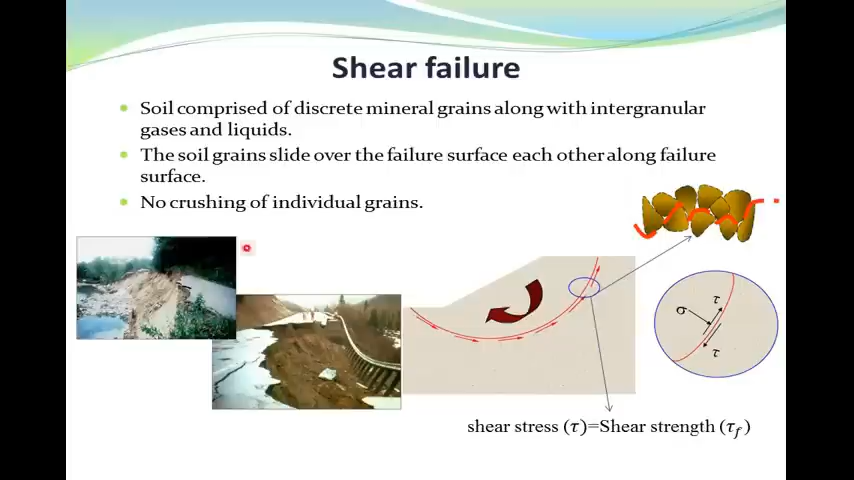 Shear failure
Soil comprised of discrete mineral grains along with intergranular
gases and liquids.
The soil grains slide over the failure surface each other along failure
surface.
No crushing of individual grains.
τ
σ
τ
shear stress (τ)=Shear strength (τf)